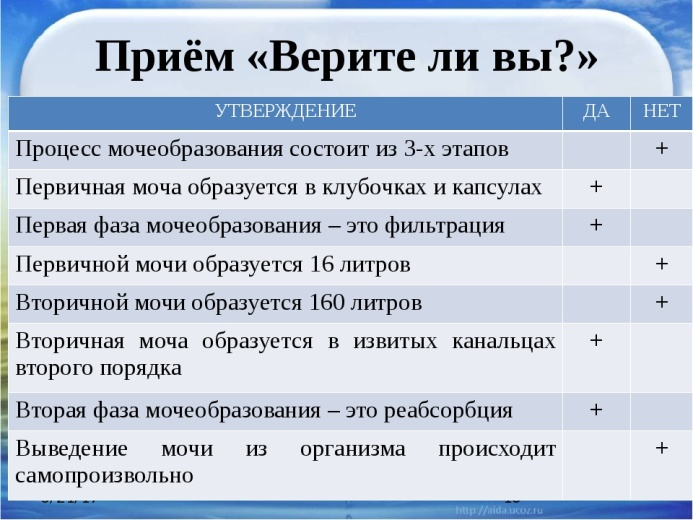 Приём «Верите ли вы?»
УТВЕРЖДЕНИЕ ДА НЕТ
Процесс мочеобразования состоит из 3-х этапов +
Первичная моча образуется в клубочках и капсулах +
Первая фаза мочеобразования – это фильтрация +
Первичной мочи образуется 16 литров +
Вторичной мочи образуется 160 литров +
Вторичная моча образуется в извитых канальцах +
второго порядка
Вторая фаза мочеобразования – это реабсорбция +
Выведение мочи из организма происходит +
самопроизвольно
http://aida.ucoz.ru